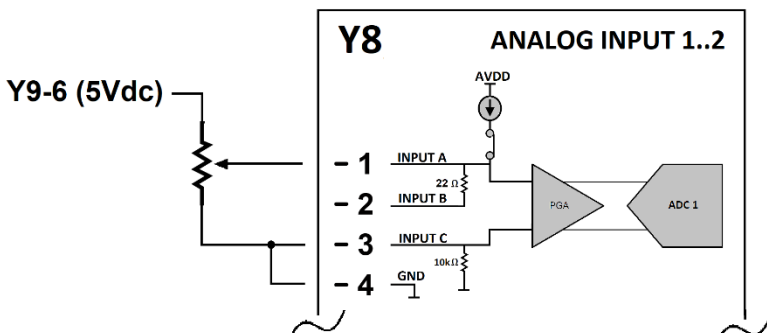 Y8 ANALOG INPUT 1..2
AVDD
Y9-6 (5Vdc)
- 1 INPUT A
22 Ω
- 2 INPUT B
PGA
ADC 1
- 3 INPUT C
10kΩ
- 4 GND